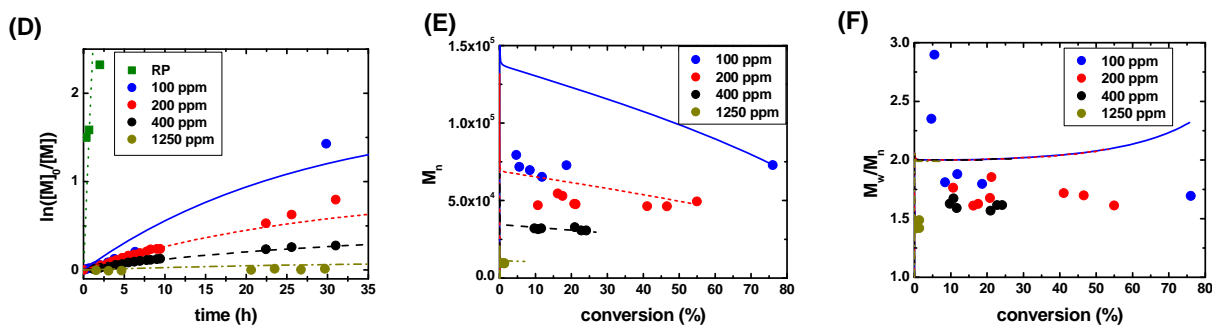 (D)
ln([M]0/[M])
2
1
0
RP
100 ppm
200 ppm
400 ppm
1250 ppm
0 5 10 15 20 25 30 35
time (h)
(E)
Mn
1.5x10^5
1.0x10^5
5.0x10^4
0.0
100 ppm
200 ppm
400 ppm
1250 ppm
0 20 40 60 80
conversion (%)
(F)
Mw/Mn
3.0
2.5
2.0
1.5
1.0
100 ppm
200 ppm
400 ppm
1250 ppm
0 10 20 30 40 50 60 70 80
conversion (%)